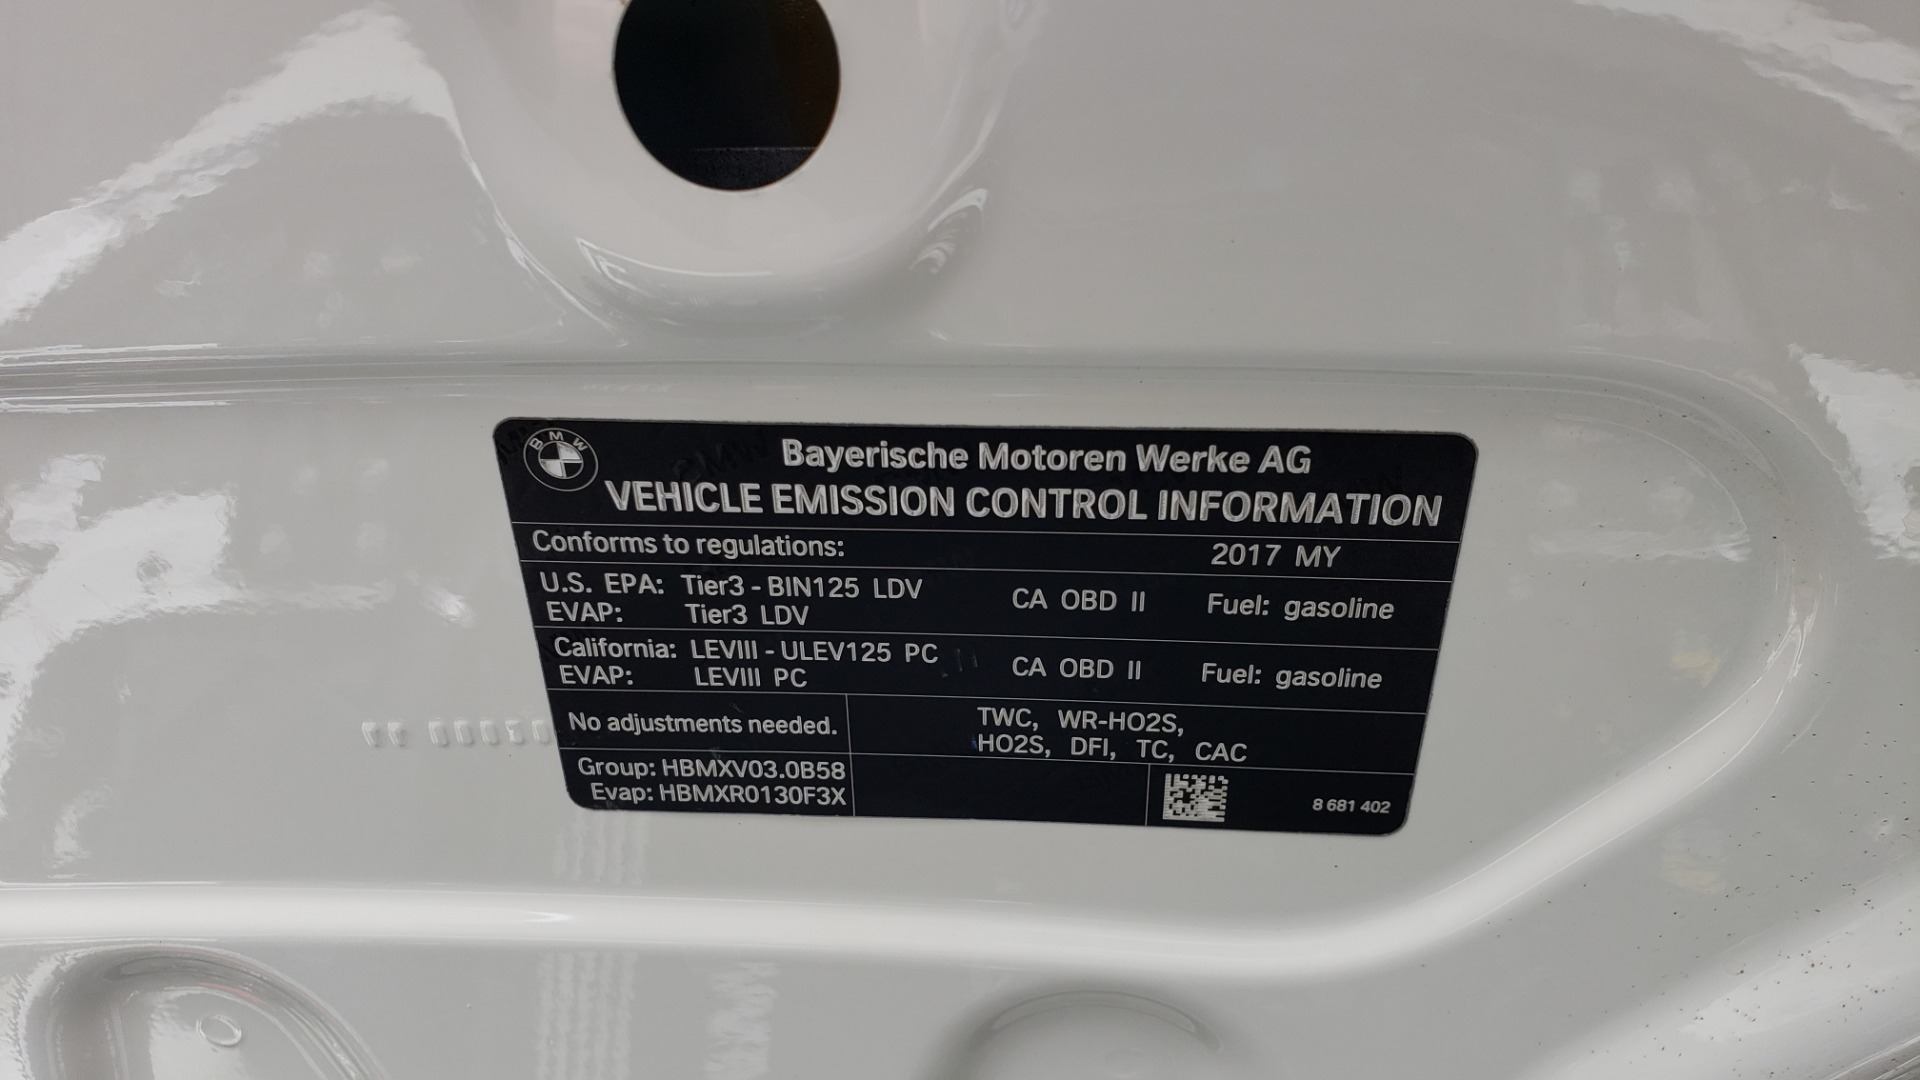 BMW
Bayerische Motoren Werke AG
VEHICLE EMISSION CONTROL INFORMATION
Conforms to regulations: 2017 MY
U.S. EPA: Tier3 - BIN125 LDV CA OBD II Fuel: gasoline
EVAP: Tier3 LDV
California: LEVIII - ULEV125 PC CA OBD II Fuel: gasoline
EVAP: LEVIII PC
No adjustments needed.
TWC, WR-HO2S,
HO2S, DFI, TC, CAC
Group: HBMXV03.0B58
Evap: HBMXR0130F3X
8 681 402